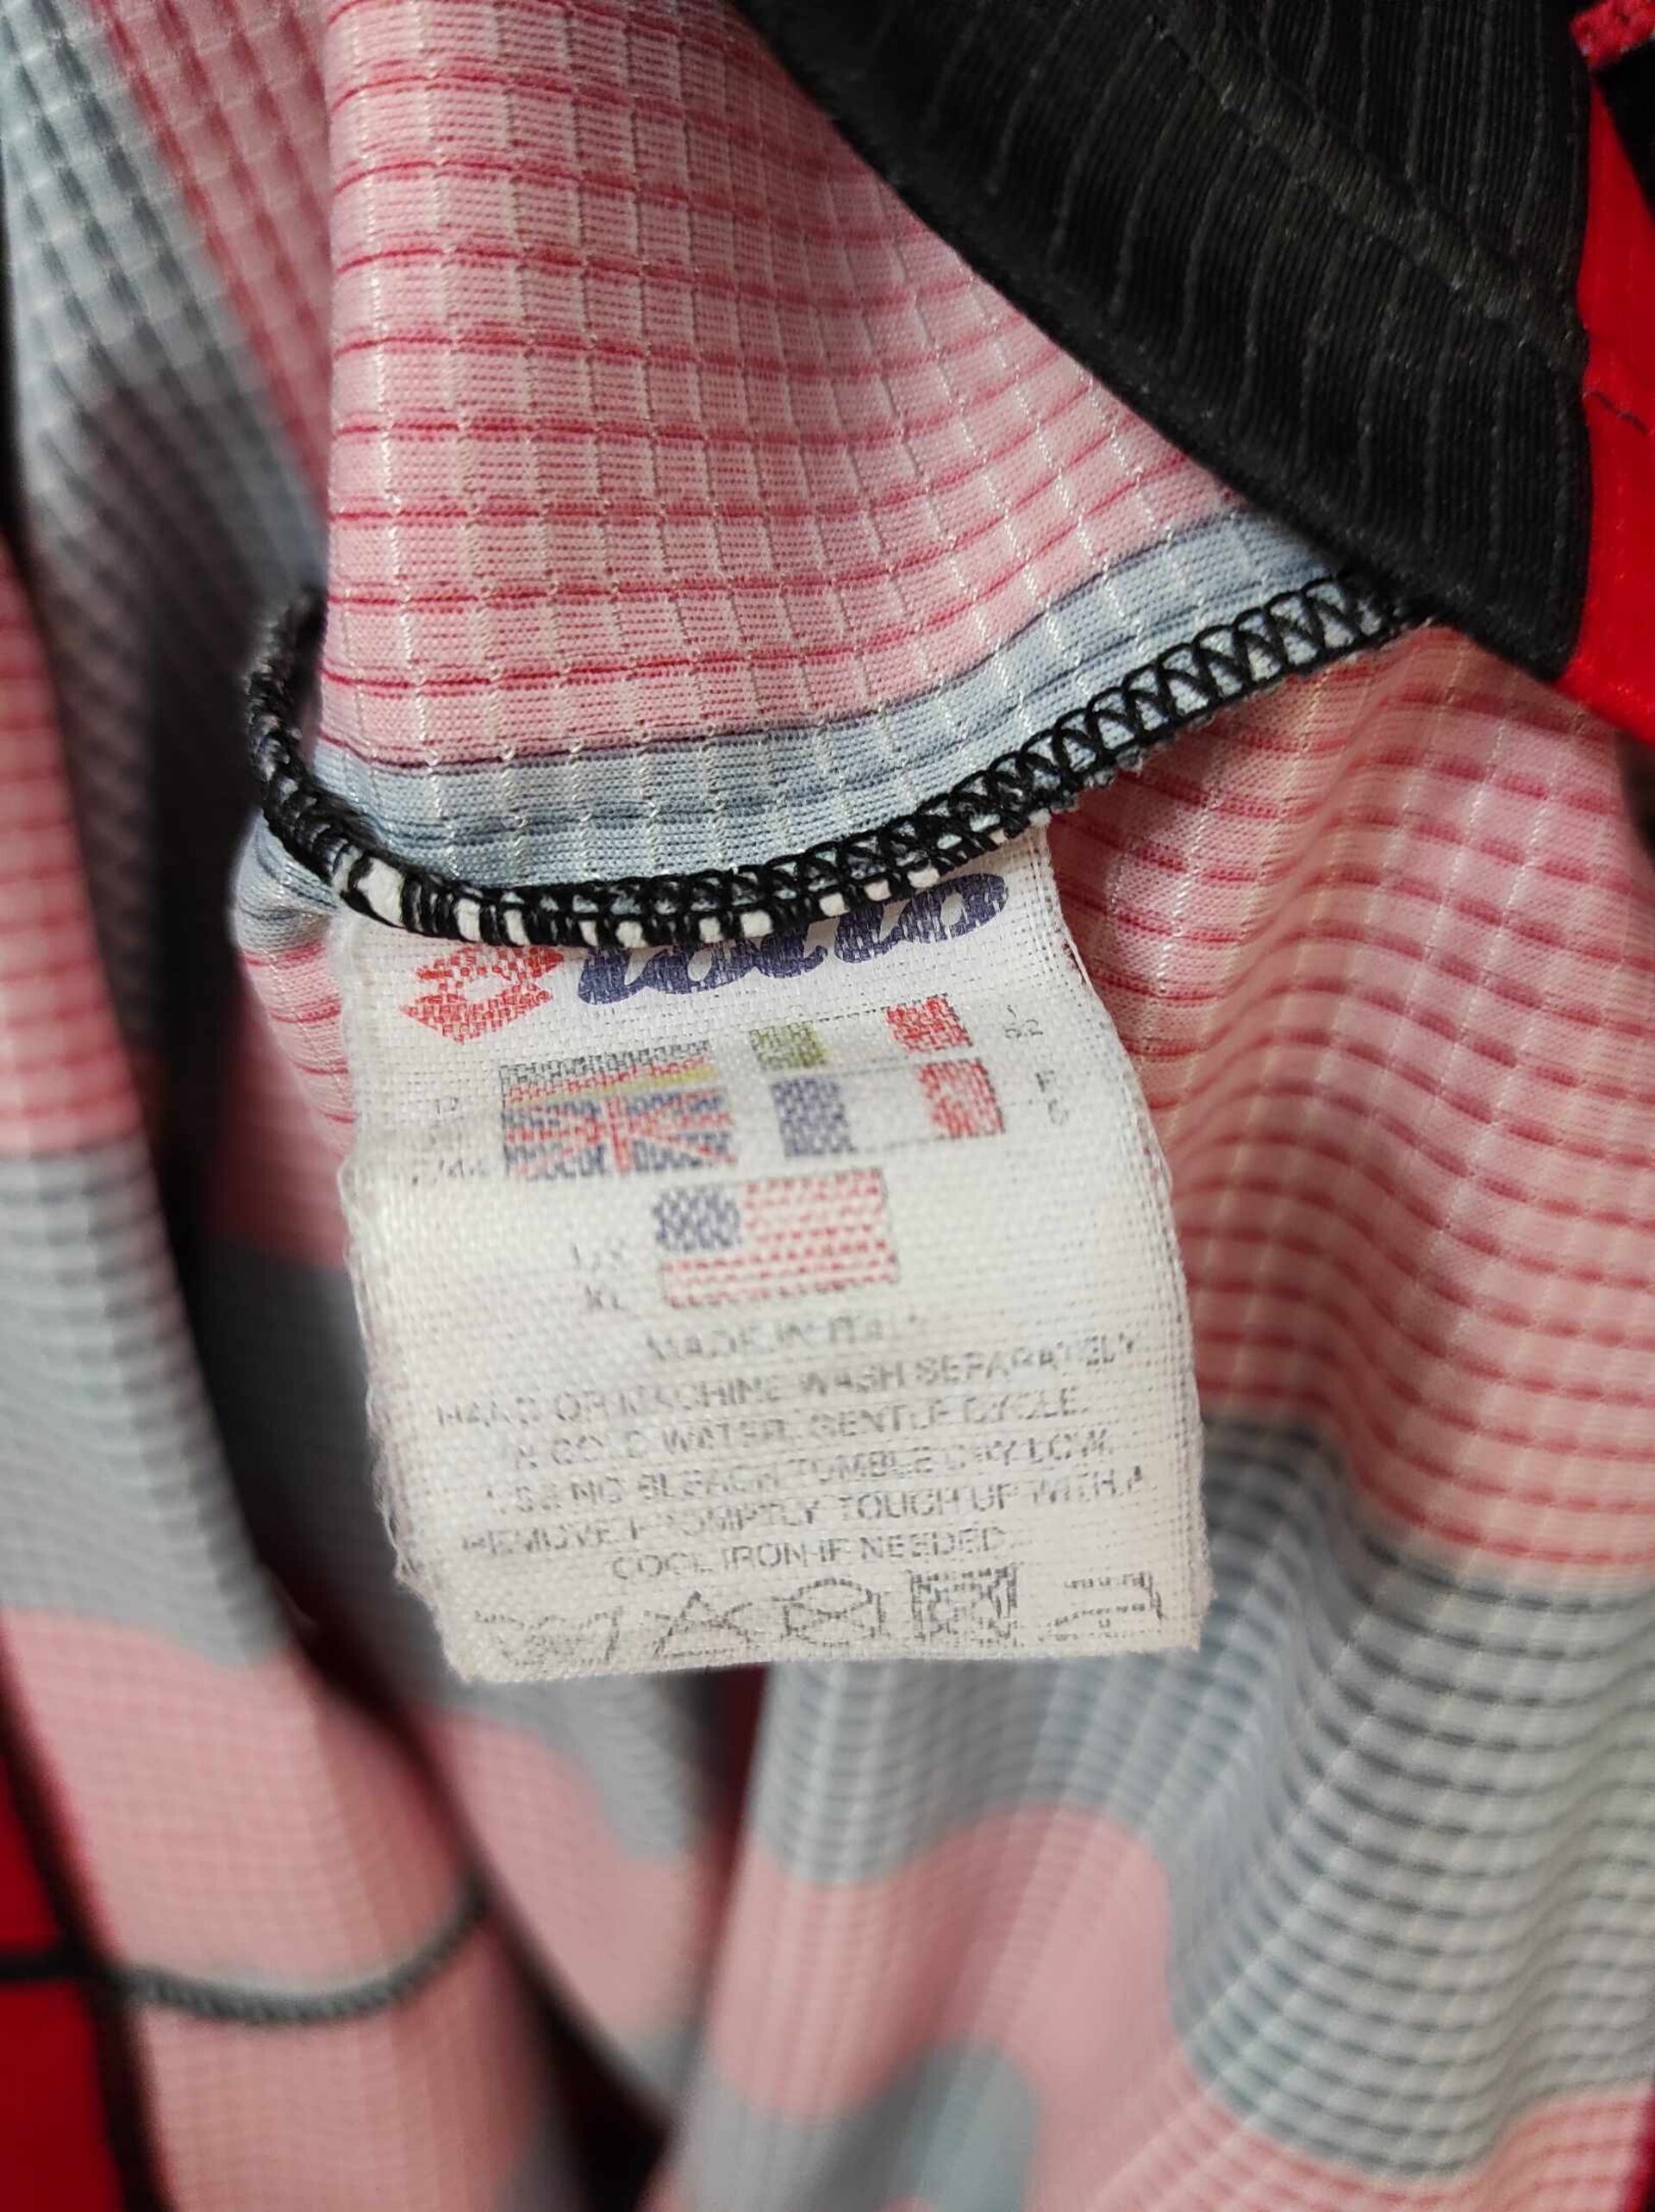 lotto
XL
MADE IN ITALY
HAND OR MACHINE WASH SEPARATELY
IN COLD WATER. GENTLE CYCLE.
USE NO BLEACH TUMBLE DRY LOW.
REMOVE PROMPTLY TOUCH UP WITH A
COOL IRON IF NEEDED.